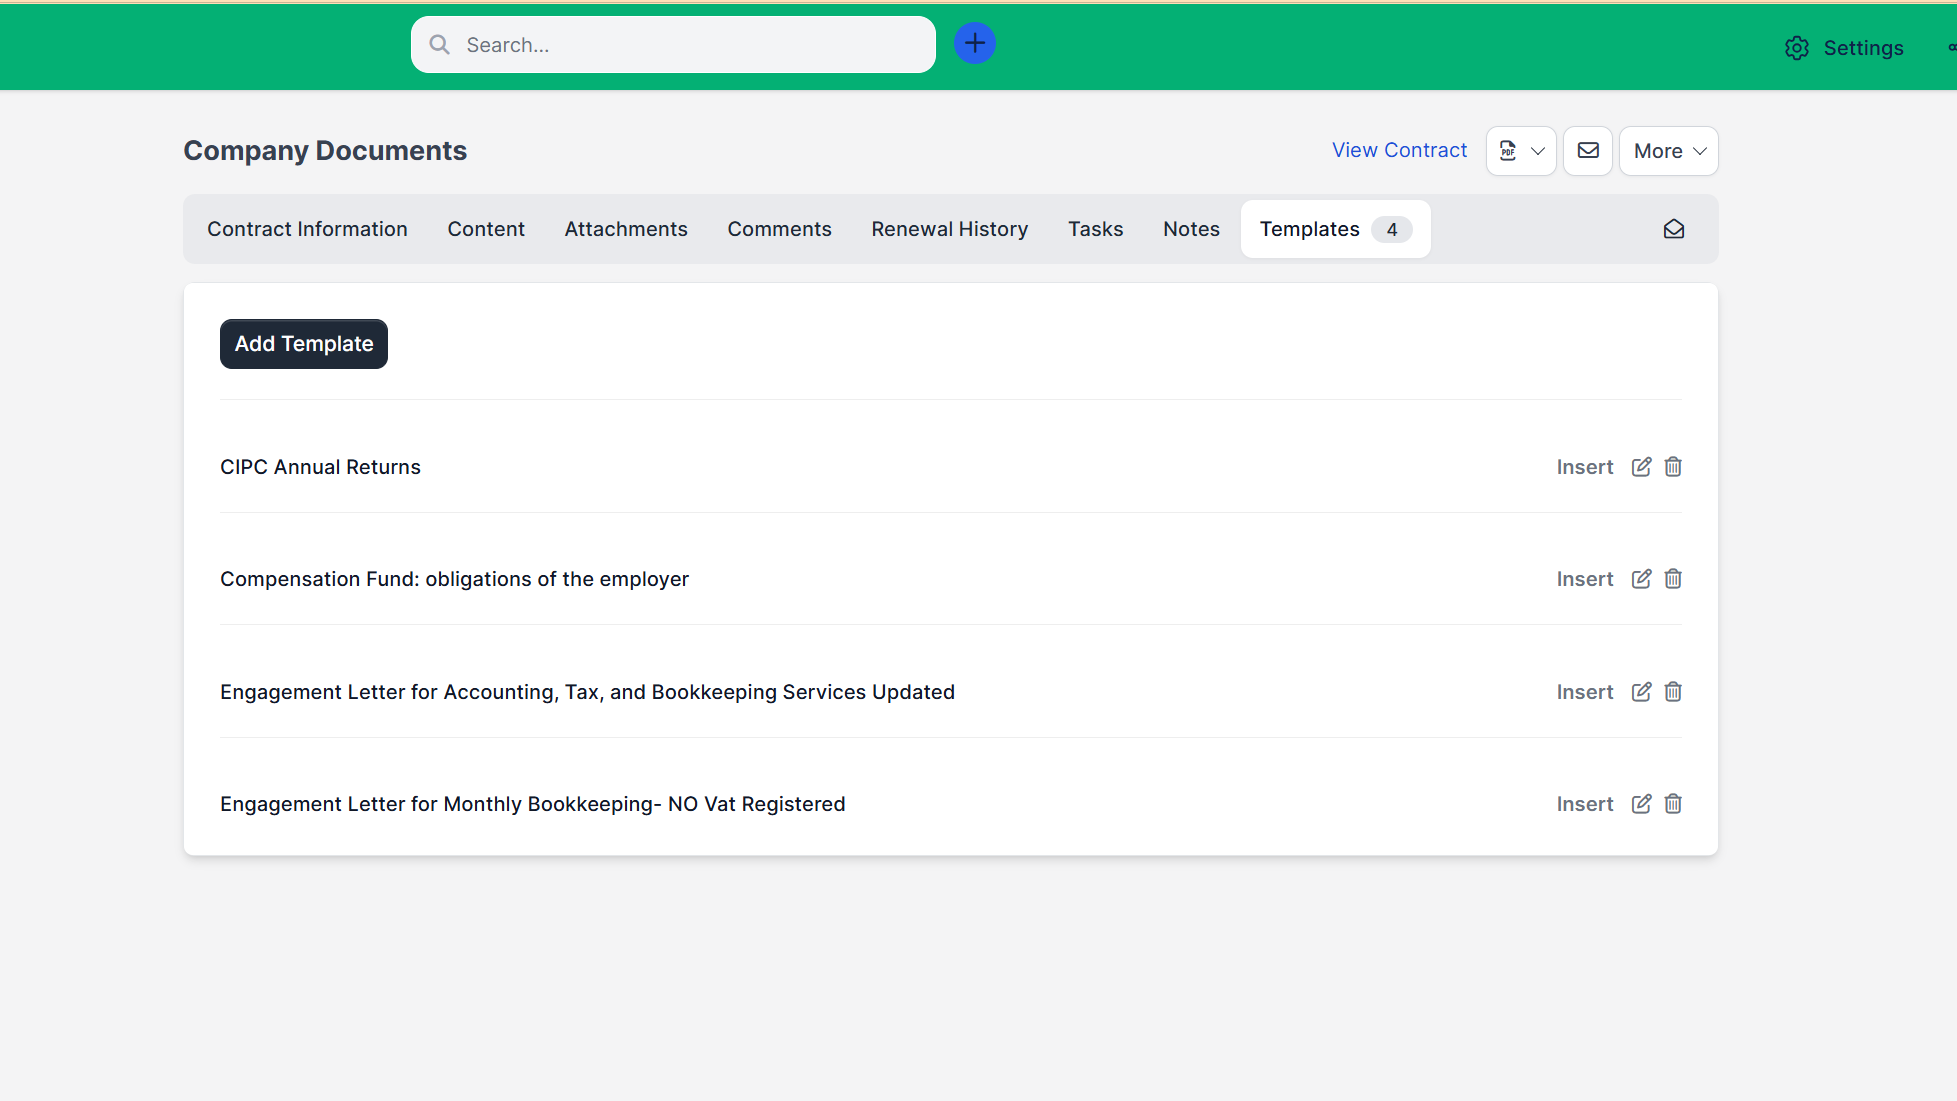 Search...
Settings
Company Documents
View Contract
PDF
More
Contract Information Content Attachments Comments Renewal History Tasks Notes Templates 4
Add Template
CIPC Annual Returns Insert
Compensation Fund: obligations of the employer Insert
Engagement Letter for Accounting, Tax, and Bookkeeping Services Updated Insert
Engagement Letter for Monthly Bookkeeping- NO Vat Registered Insert